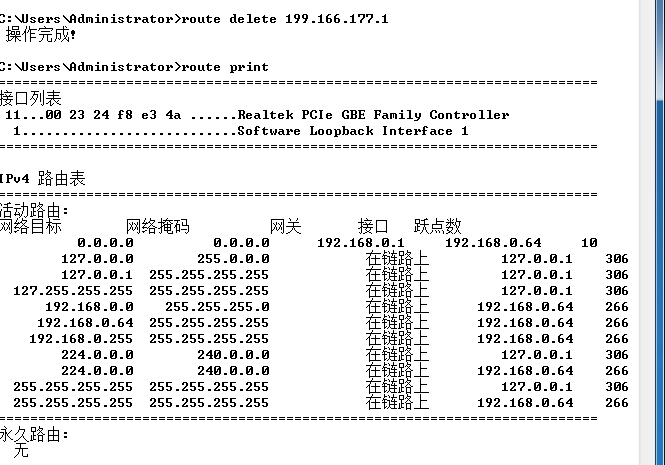 C:\Users\Administrator>route delete 199.166.177.1
操作完成!
C:\Users\Administrator>route print
===========================================================================
接口列表
11...00 23 24 f8 e3 4a ......Realtek PCIe GBE Family Controller
1...........................Software Loopback Interface 1
===========================================================================
IPv4 路由表
===========================================================================
活动路由:
网络目标 网络掩码 网关 接口 跃点数
0.0.0.0 0.0.0.0 192.168.0.1 192.168.0.64 10
127.0.0.0 255.0.0.0 在链路上 127.0.0.1 306
127.0.0.1 255.255.255.255 在链路上 127.0.0.1 306
127.255.255.255 255.255.255.255 在链路上 127.0.0.1 306
192.168.0.0 255.255.255.0 在链路上 192.168.0.64 266
192.168.0.64 255.255.255.255 在链路上 192.168.0.64 266
192.168.0.255 255.255.255.255 在链路上 192.168.0.64 266
224.0.0.0 240.0.0.0 在链路上 127.0.0.1 306
224.0.0.0 240.0.0.0 在链路上 192.168.0.64 266
255.255.255.255 255.255.255.255 在链路上 127.0.0.1 306
255.255.255.255 255.255.255.255 在链路上 192.168.0.64 266
===========================================================================
永久路由:
无